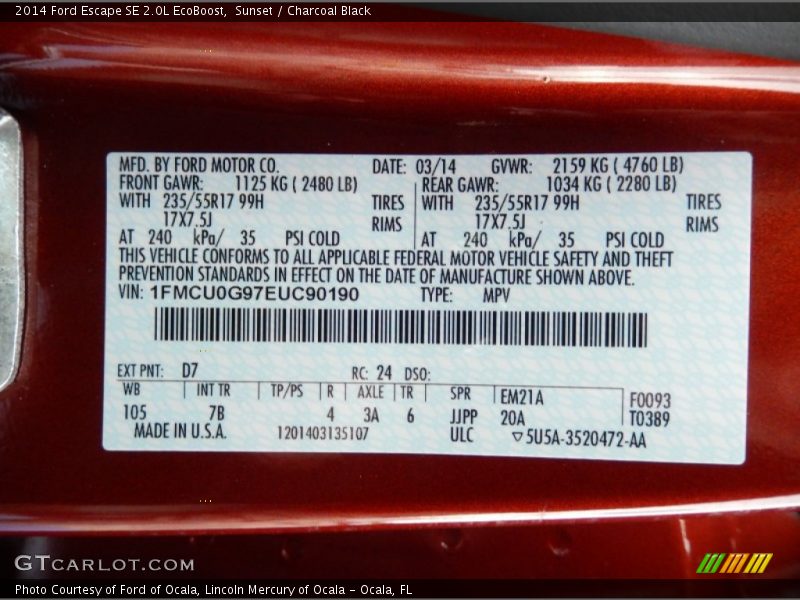 2014 Ford Escape SE 2.0L EcoBoost,  Sunset / Charcoal Black
MFD. BY FORD MOTOR CO. DATE: 03/14 GVWR: 2159 KG ( 4760 LB)
FRONT GAWR: 1125 KG ( 2480 LB) REAR GAWR: 1034 KG ( 2280 LB)
WITH 235/55R17 99H TIRES WITH 235/55R17 99H TIRES
17X7.5J RIMS 17X7.5J RIMS
AT 240 kPa/ 35 PSI COLD AT 240 kPa/ 35 PSI COLD
THIS VEHICLE CONFORMS TO ALL APPLICABLE FEDERAL MOTOR VEHICLE SAFETY AND THEFT
PREVENTION STANDARDS IN EFFECT ON THE DATE OF MANUFACTURE SHOWN ABOVE.
VIN: 1FMCU0G97EUC90190 TYPE: MPV
EXT PNT: D7 RC: 24 DSO:
WB INT TR TP/PS R AXLE TR SPR EM21A F0093
105 7B 4 3A 6 JJPP 20A T0389
MADE IN U.S.A. 1201403135107 ULC ▽5U5A-3520472-AA
GTCARLOT.COM
Photo Courtesy of Ford of Ocala, Lincoln Mercury of Ocala – Ocala, FL